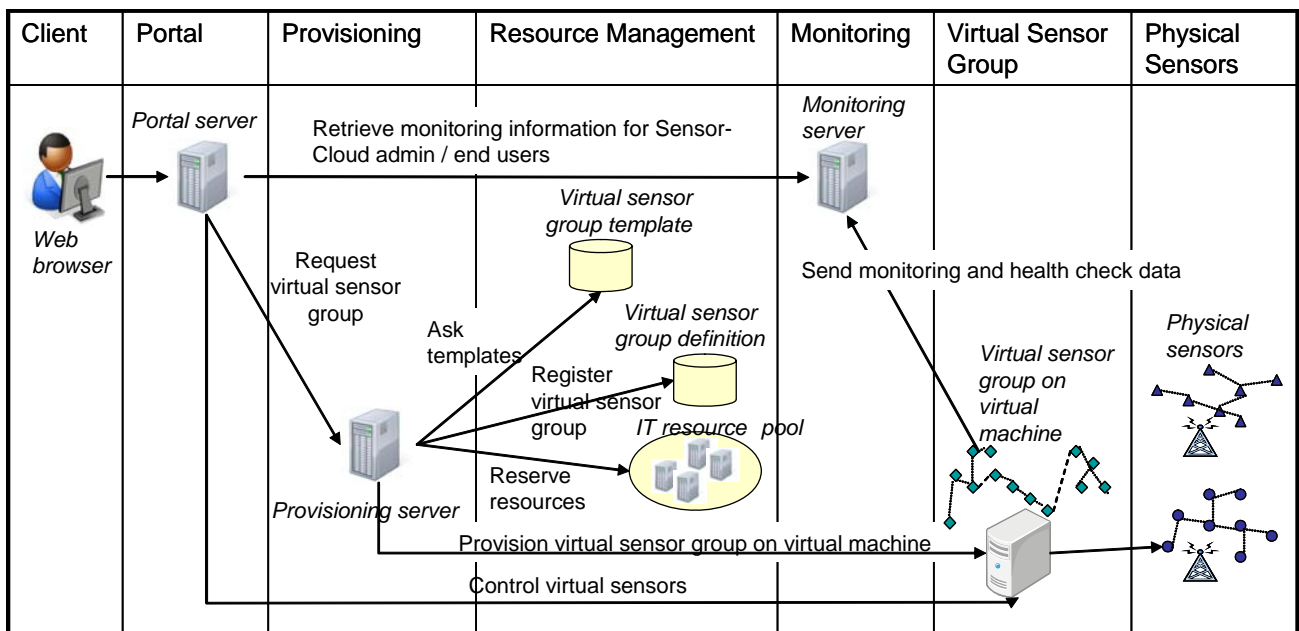 Client
Portal
Provisioning
Resource Management
Monitoring
Virtual Sensor
Group
Physical
Sensors
Portal server
Retrieve monitoring information for Sensor-
Cloud admin / end users
Monitoring
server
Web
browser
Virtual sensor
group template
Request
virtual sensor
group
Send monitoring and health check data
Ask
templates
Virtual sensor
group definition
Physical
sensors
Register
virtual sensor
group
Virtual sensor
group on
virtual
machine
IT resource pool
Reserve
resources
Provisioning server
Provision virtual sensor group on virtual machine
Control virtual sensors